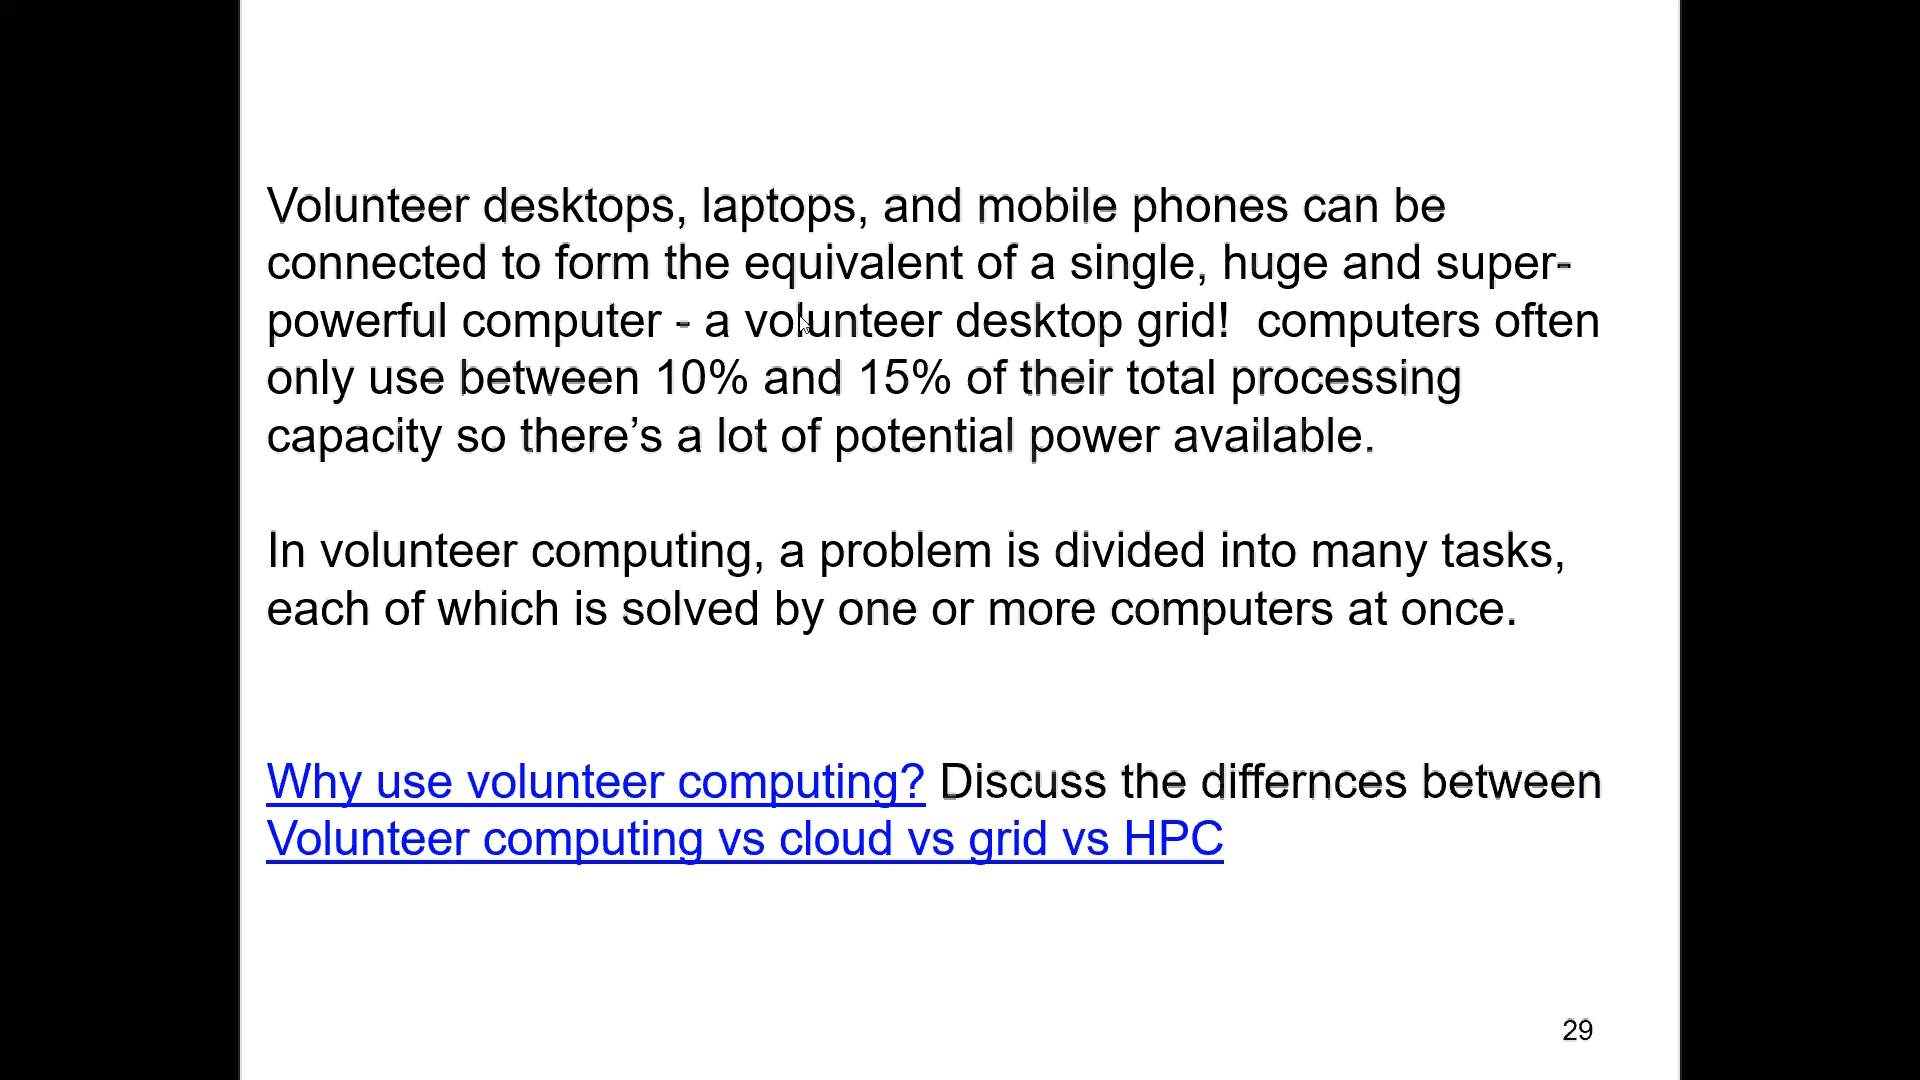 Volunteer desktops, laptops, and mobile phones can be
connected to form the equivalent of a single, huge and super-
powerful computer - a volunteer desktop grid!  computers often
only use between 10% and 15% of their total processing
capacity so there’s a lot of potential power available.
In volunteer computing, a problem is divided into many tasks,
each of which is solved by one or more computers at once.
Why use volunteer computing? Discuss the differnces between
Volunteer computing vs cloud vs grid vs HPC
29